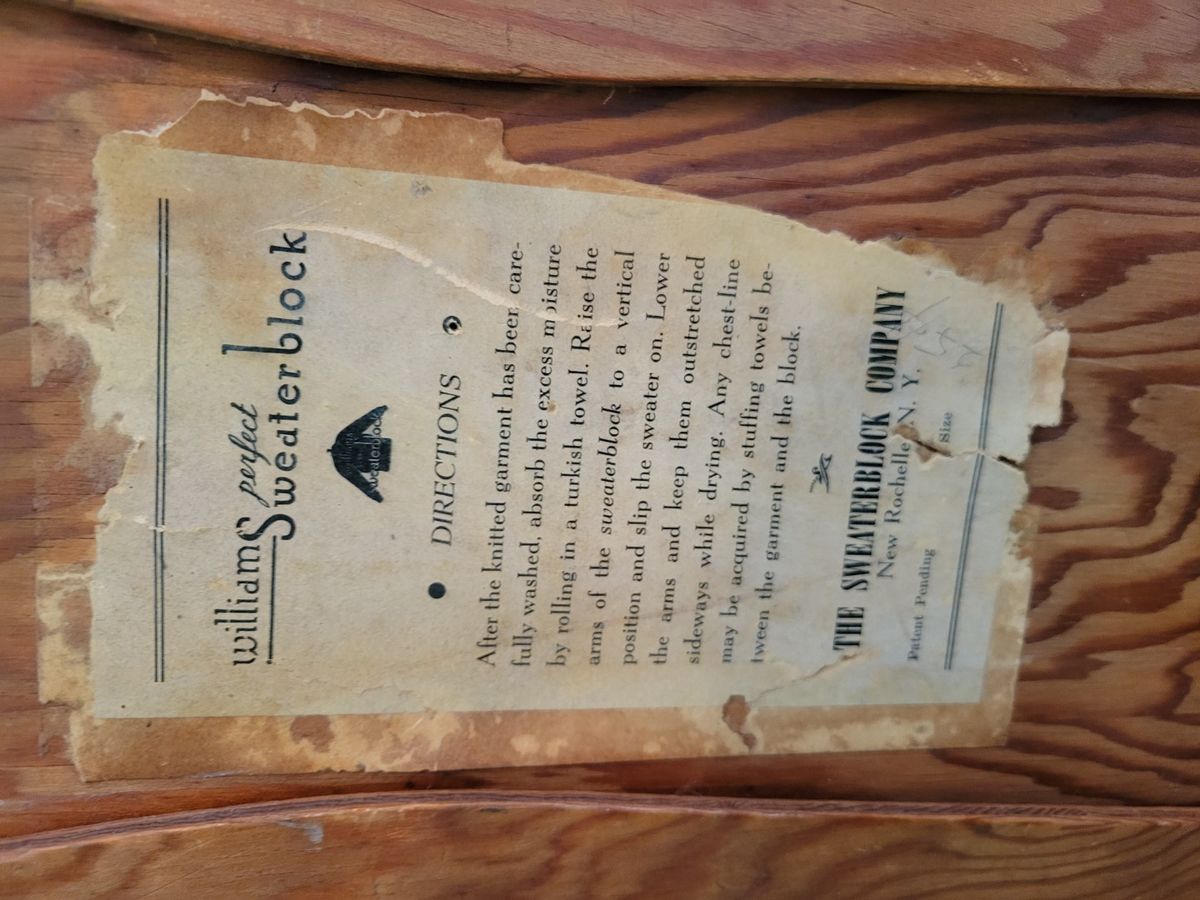 williams perfect
Sweaterblock
sweaterblock
DIRECTIONS
After the knitted garment has been care-
fully washed, absorb the excess moisture
by rolling in a turkish towel. Raise the
arms of the sweaterblock to a vertical
position and slip the sweater on. Lower
the arms and keep them outstretched
sideways while drying. Any chest-line
may be acquired by stuffing towels be-
tween the garment and the block.
THE SWEATERBLOCK COMPANY
New Rochelle, N. Y.
Patent Pending Size